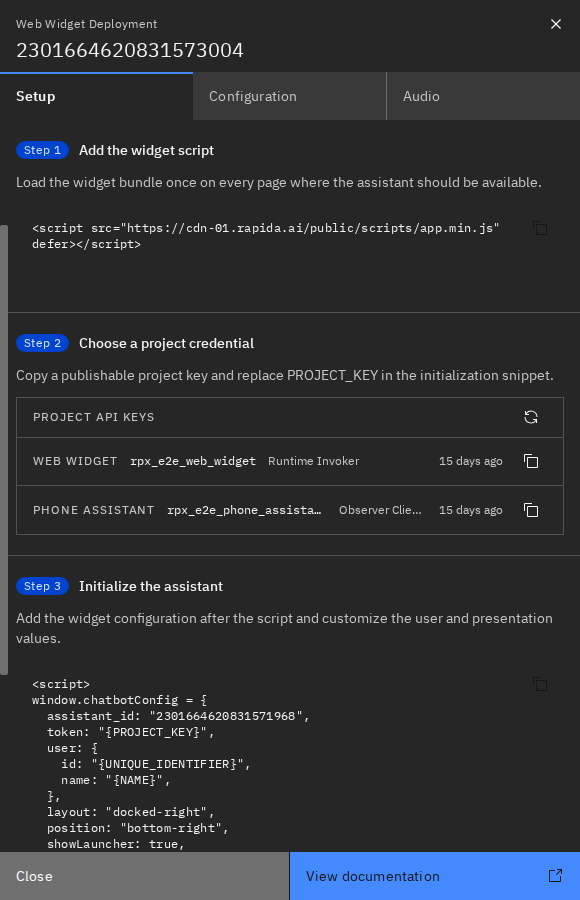 Web Widget Deployment
2301664620831573004
Setup
Configuration
Audio
Step 1 Add the widget script
Load the widget bundle once on every page where the assistant should be available.
<script src="https://cdn-01.rapida.ai/public/scripts/app.min.js"
defer></script>
Step 2 Choose a project credential
Copy a publishable project key and replace PROJECT_KEY in the initialization snippet.
PROJECT API KEYS
WEB WIDGET rpx_e2e_web_widget Runtime Invoker 15 days ago
PHONE ASSISTANT rpx_e2e_phone_assista… Observer Clie… 15 days ago
Step 3 Initialize the assistant
Add the widget configuration after the script and customize the user and presentation
values.
<script>
window.chatbotConfig = {
  assistant_id: "2301664620831571968",
  token: "{PROJECT_KEY}",
  user: {
    id: "{UNIQUE_IDENTIFIER}",
    name: "{NAME}",
  },
  layout: "docked-right",
  position: "bottom-right",
  showLauncher: true,
Close
View documentation